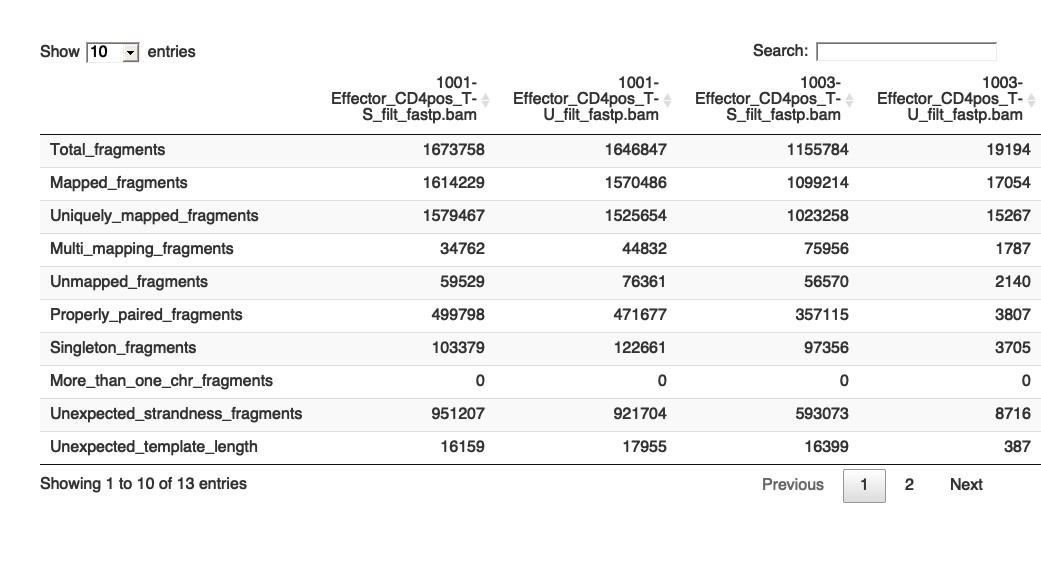 Show 10 entries Search:
1001- 1001- 1003- 1003-
Effector_CD4pos_T- Effector_CD4pos_T- Effector_CD4pos_T- Effector_CD4pos_T-
S_filt_fastp.bam U_filt_fastp.bam S_filt_fastp.bam U_filt_fastp.bam
Total_fragments 1673758 1646847 1155784 19194
Mapped_fragments 1614229 1570486 1099214 17054
Uniquely_mapped_fragments 1579467 1525654 1023258 15267
Multi_mapping_fragments 34762 44832 75956 1787
Unmapped_fragments 59529 76361 56570 2140
Properly_paired_fragments 499798 471677 357115 3807
Singleton_fragments 103379 122661 97356 3705
More_than_one_chr_fragments 0 0 0 0
Unexpected_strandness_fragments 951207 921704 593073 8716
Unexpected_template_length 16159 17955 16399 387
Showing 1 to 10 of 13 entries Previous 1 2 Next